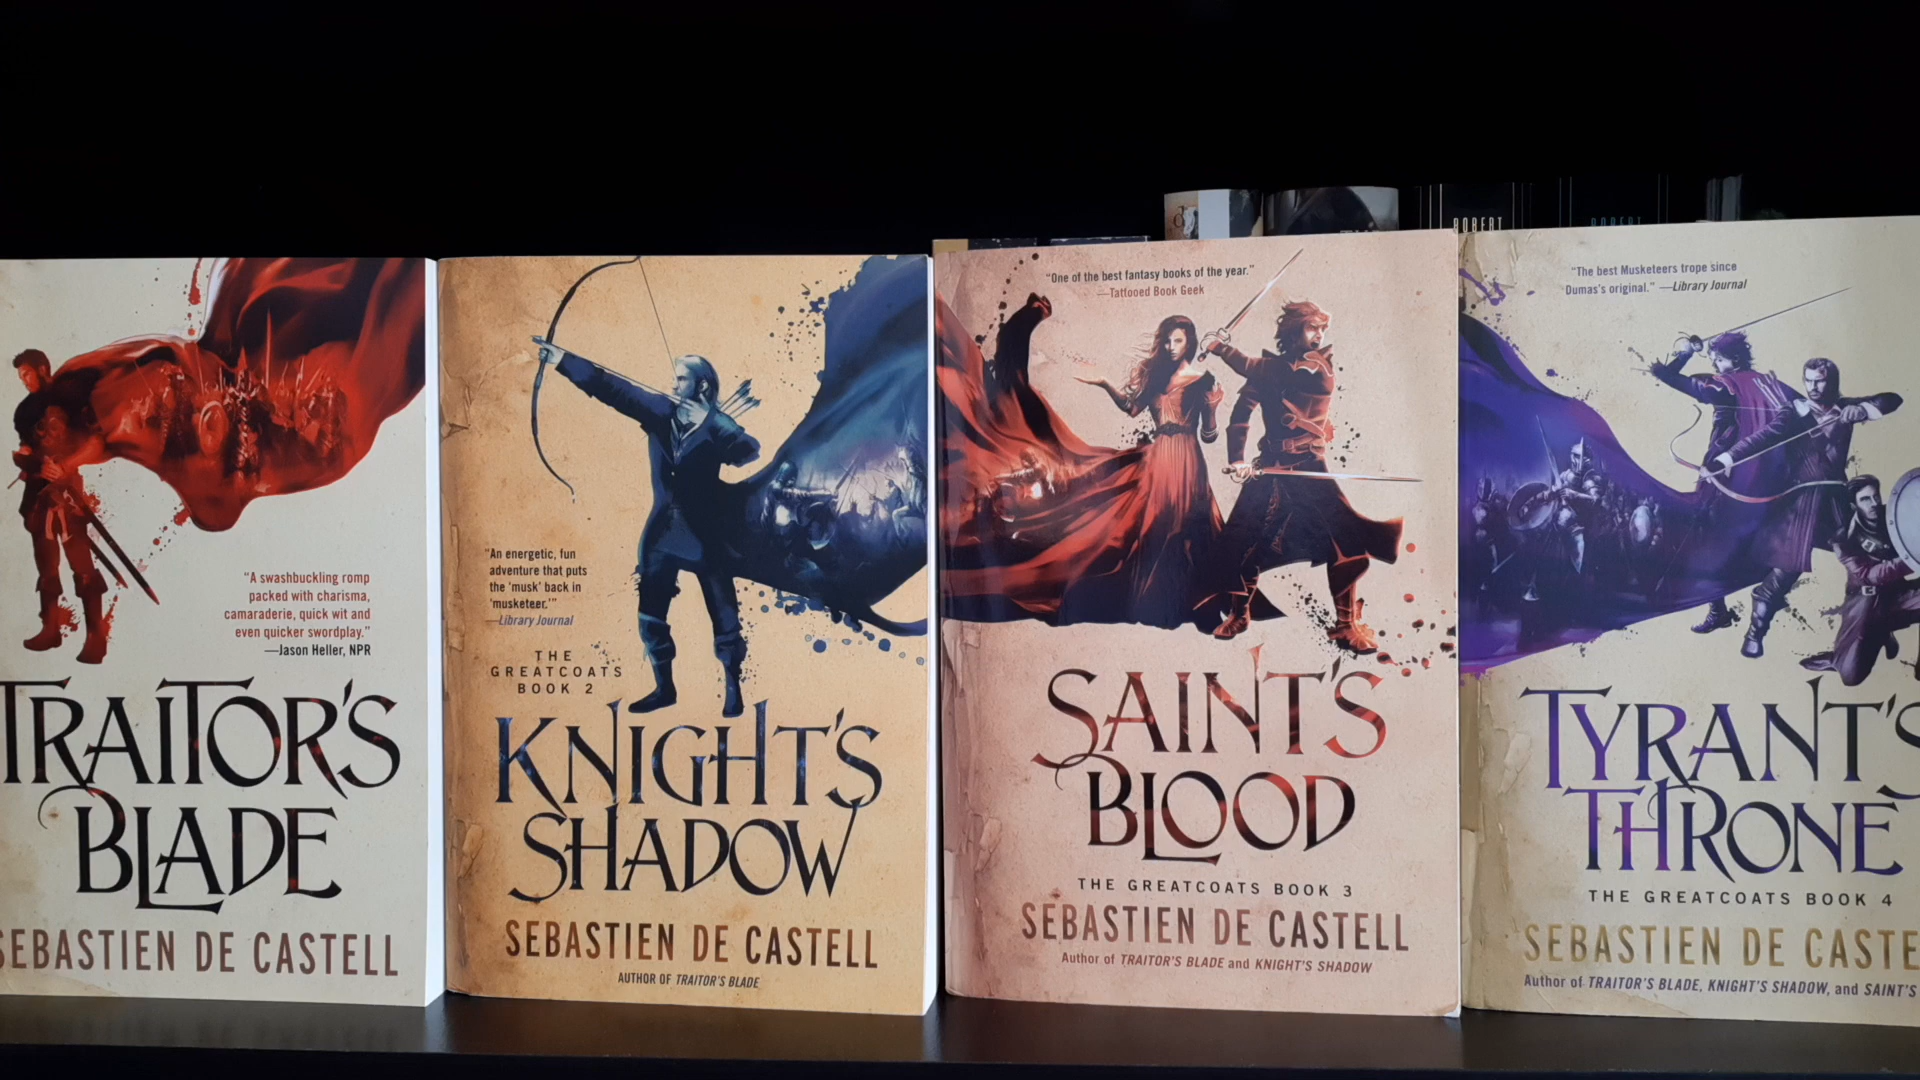 "A swashbuckling romp
packed with charisma,
camaraderie, quick wit and
even quicker swordplay."
—Jason Heller, NPR
TRAITOR'S
BLADE
SEBASTIEN DE CASTELL
"An energetic, fun
adventure that puts
the 'musk' back in
'musketeer.'"
—Library Journal
THE
GREATCOATS
BOOK 2
KNIGHT'S
SHADOW
SEBASTIEN DE CASTELL
AUTHOR OF TRAITOR'S BLADE
"One of the best fantasy books of the year."
—Tattooed Book Geek
SAINT'S
BLOOD
THE GREATCOATS BOOK 3
SEBASTIEN DE CASTELL
Author of TRAITOR'S BLADE and KNIGHT'S SHADOW
ROBERT
ROBERT
"The best Musketeers trope since
Dumas's original." —Library Journal
TYRANT'S
THRONE
THE GREATCOATS BOOK 4
SEBASTIEN DE CASTE
Author of TRAITOR'S BLADE, KNIGHT'S SHADOW, and SAINT'S